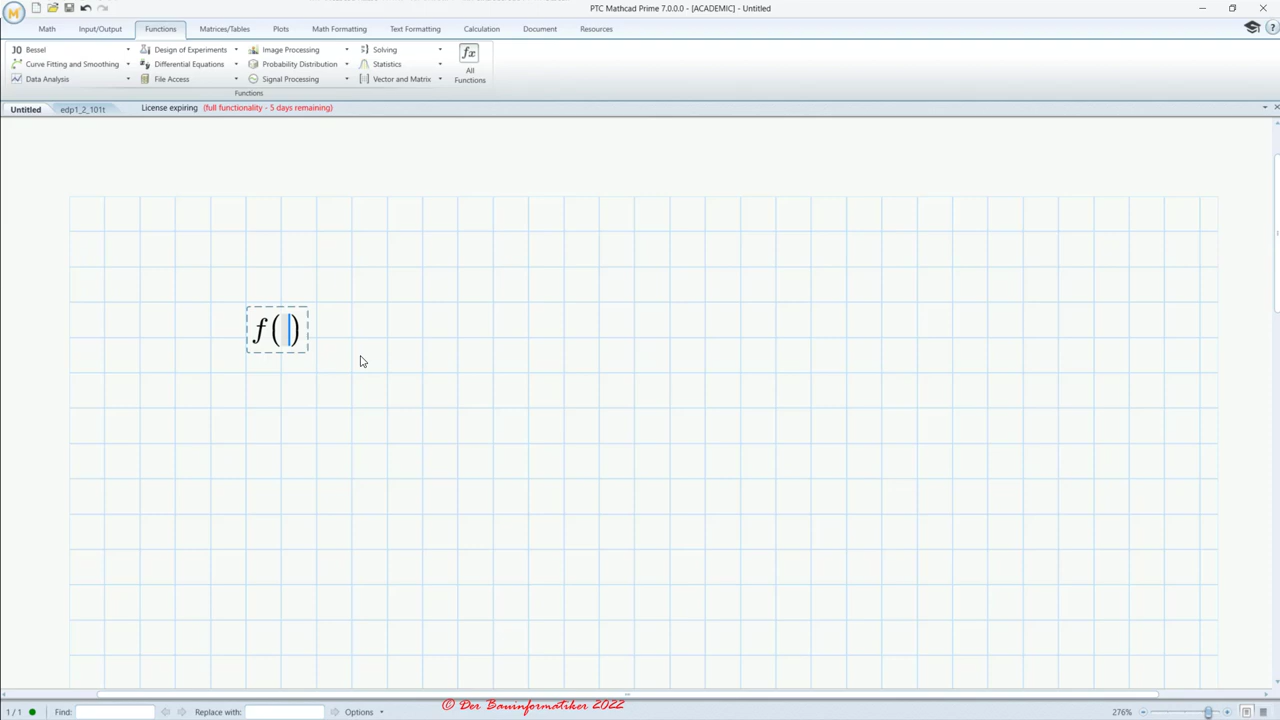 PTC Mathcad Prime 7.0.0.0 - [ACADEMIC] - Untitled
Math Input/Output Functions Matrices/Tables Plots Math Formatting Text Formatting Calculation Document Resources
Bessel Design of Experiments Image Processing Solving
Curve Fitting and Smoothing Differential Equations Probability Distribution Statistics All Functions
Data Analysis File Access Signal Processing Vector and Matrix
Functions
Untitled edp1_2_101t License expiring (full functionality - 5 days remaining)
f( )
1 / 1 Find: Replace with: Options © Der Bauinformatiker 2022 276%